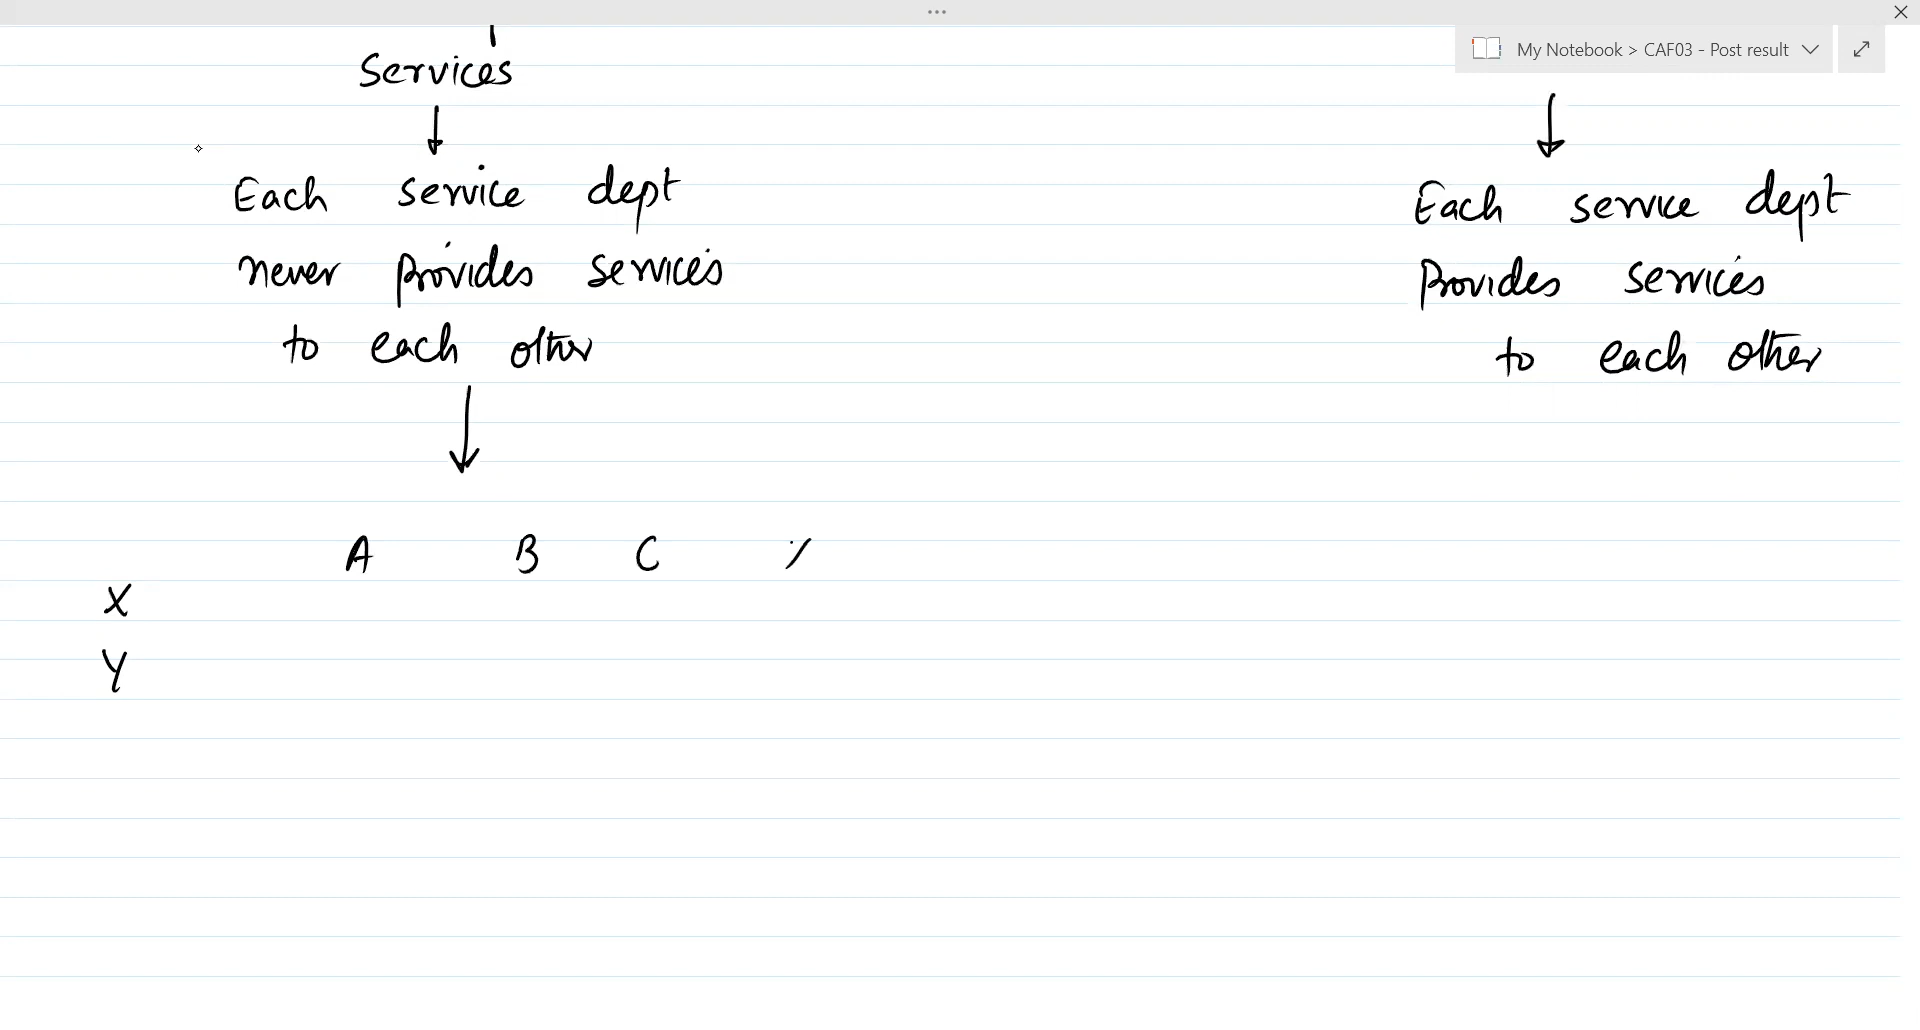 My Notebook > CAF03 - Post result
Services
Each service dept
never provides services
to each other
Each service dept
Provides services
to each other
A B C
X
Y